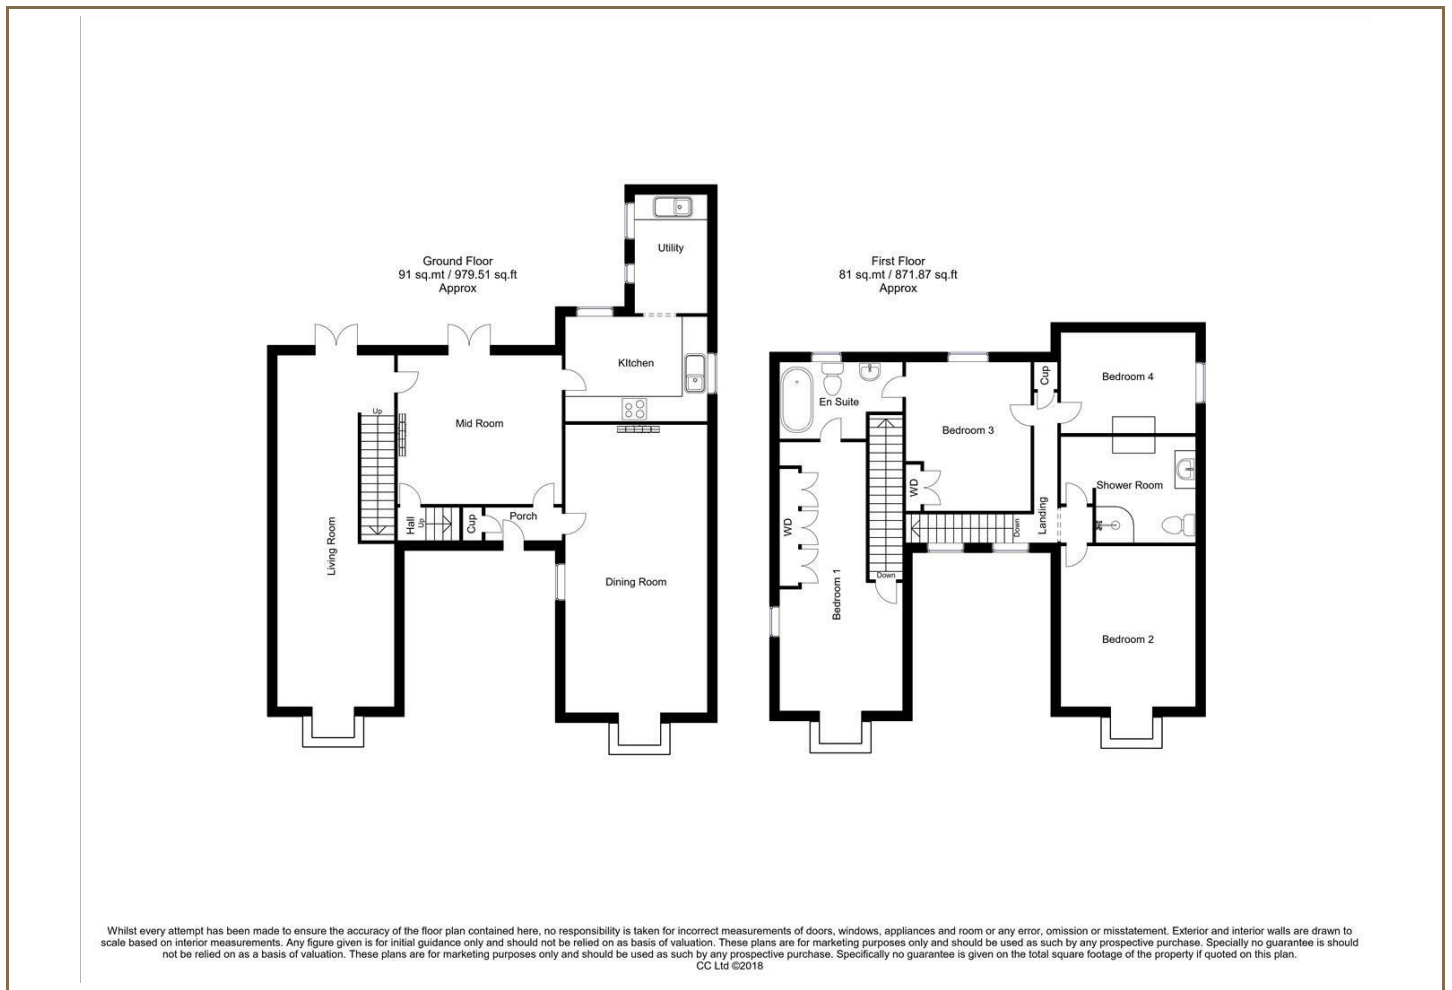 Ground Floor
91 sq.mt / 979.51 sq.ft
Approx
Utility
KItchen
Up
Mid Room
Hall
Up
Cup
Porch
Living Room
Dining Room
First Floor
81 sq.mt / 871.87 sq.ft
Approx
Cup
Bedroom 4
En Suite
Bedroom 3
WD
Shower Room
Landing
WD
Down
Down
Bedroom 1
Bedroom 2
Whilst every attempt has been made to ensure the accuracy of the floor plan contained here, no responsibility is taken for incorrect measurements of doors, windows, appliances and room or any error, omission or misstatement. Exterior and interior walls are drawn to
scale based on interior measurements. Any figure given is for initial guidance only and should not be relied on as basis of valuation. These plans are for marketing purposes only and should be used as such by any prospective purchase. Specially no guarantee is should
not be relied on as a basis of valuation. These plans are for marketing purposes only and should be used as such by any prospective purchase. Specifically no guarantee is given on the total square footage of the property if quoted on this plan.
CC Ltd ©2018